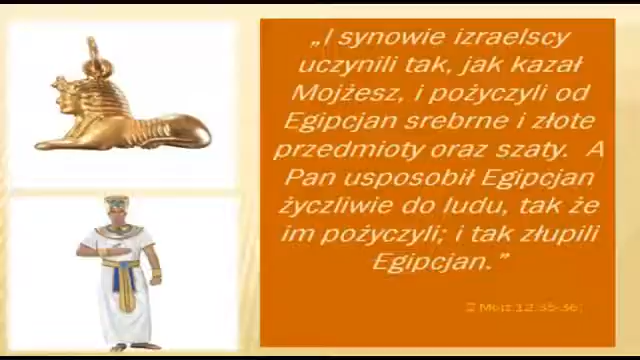 „I synowie izraelscy
uczynili tak, jak kazał
Mojżesz, i pożyczyli od
Egipcjan srebrne i złote
przedmioty oraz szaty. A
Pan usposobił Egipcjan
życzliwie do ludu, tak że
im pożyczyli; i tak złupili
Egipcjan.”
Mojż 12:35-36;